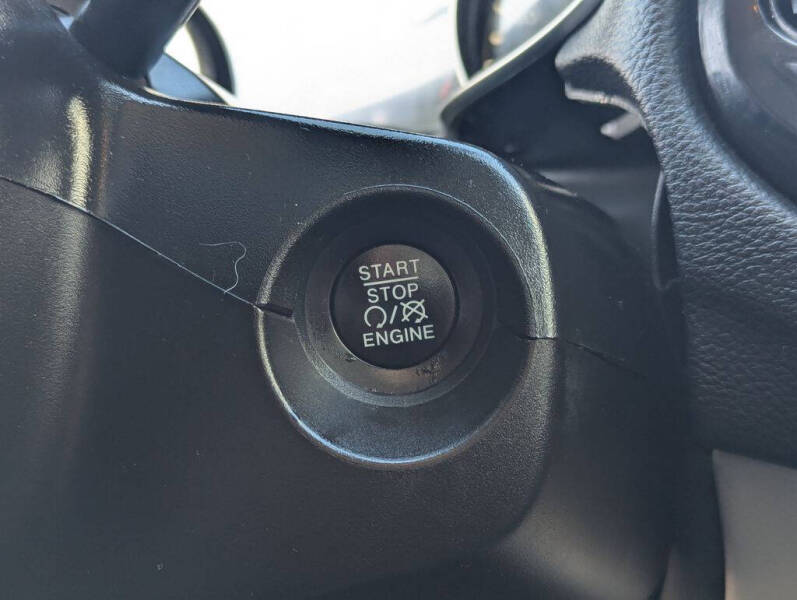 START
STOP
/
ENGINE